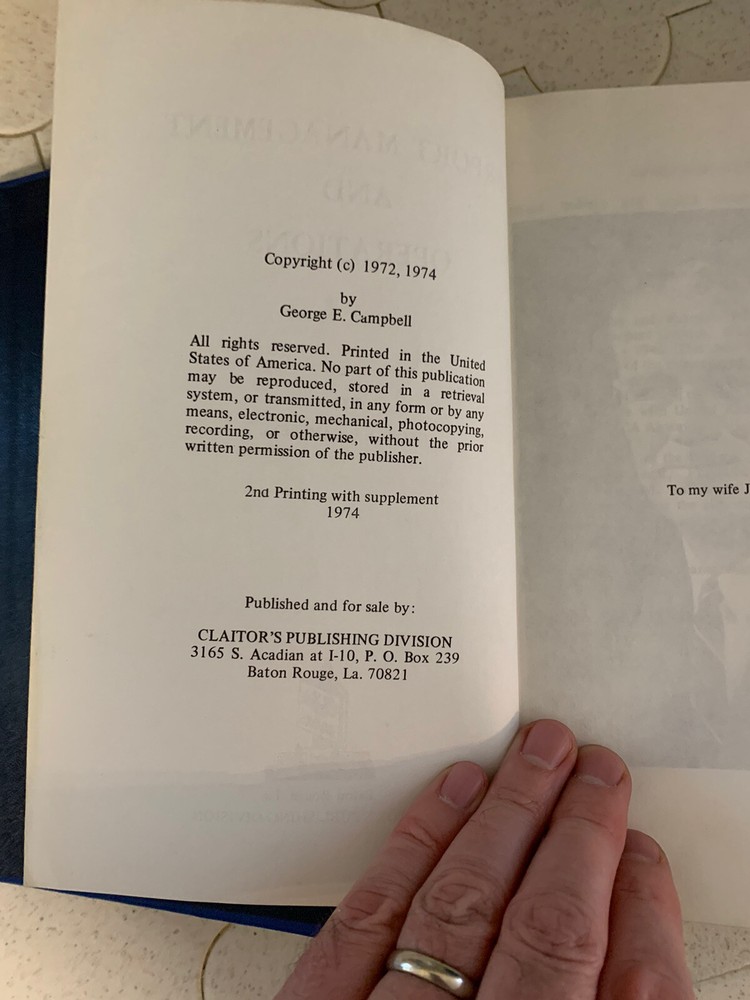 Copyright (c) 1972, 1974
by
George E. Campbell
All rights reserved. Printed in the United
States of America. No part of this publication
may be reproduced, stored in a retrieval
system, or transmitted, in any form or by any
means, electronic, mechanical, photocopying,
recording, or otherwise, without the prior
written permission of the publisher.
2nd Printing with supplement
1974
Published and for sale by:
CLAITOR'S PUBLISHING DIVISION
3165 S. Acadian at I-10, P. O. Box 239
Baton Rouge, La. 70821
To my wife J